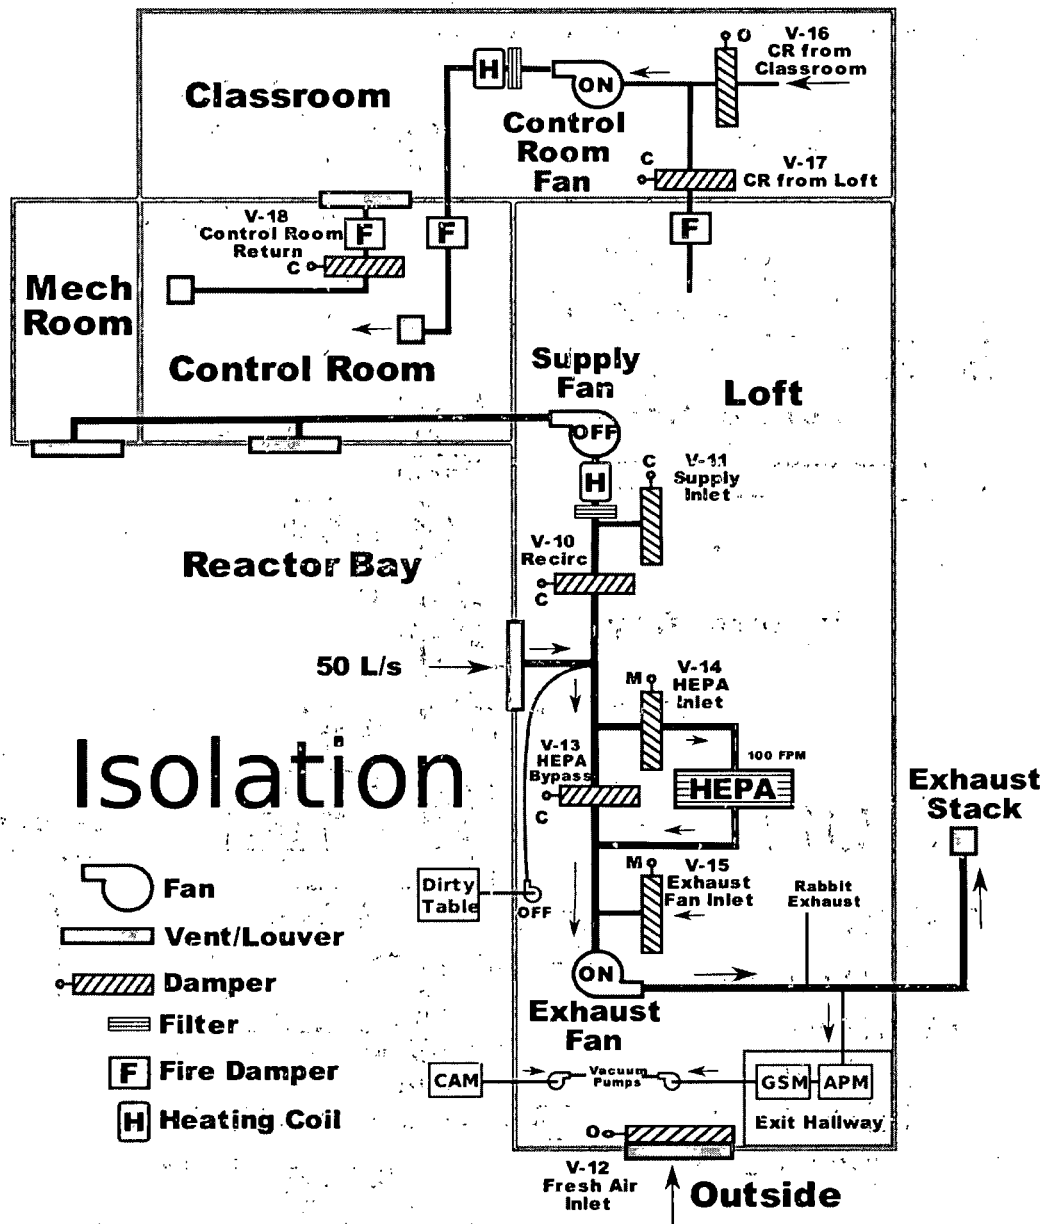 O
V-16
CR from
Classroom
H
ON
Classroom
Control
Room
Fan
C
V-17
CR from Loft
V-18
Control Room
Return
F
F
F
C
Mech
Room
Control Room
Supply
Fan
Loft
OFF
H
C
V-11
Supply
Inlet
V-10
Recirc
C
Reactor Bay
50 L/s
M
V-14
HEPA
Inlet
Isolation
V-13
HEPA
Bypass
C
100 FPM
HEPA
Exhaust
Stack
M
V-15
Exhaust
Fan Inlet
Dirty
Table
OFF
Rabbit
Exhaust
Fan
Vent/Louver
Damper
Filter
F
Fire Damper
H
Heating Coil
ON
Exhaust
Fan
CAM
Vacuum
Pumps
GSM
APM
Exit Hallway
O
V-12
Fresh Air
Inlet
Outside